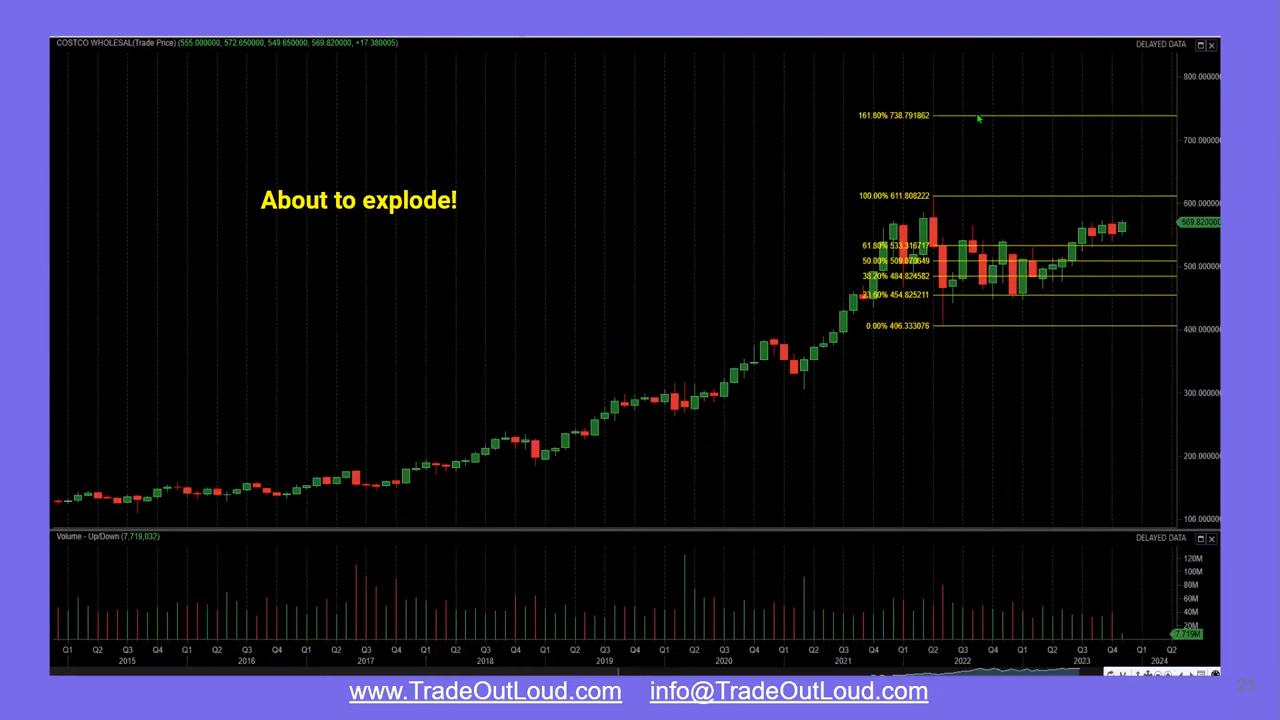 COSTCO WHOLESAL(Trade Price) (555.000000, 572.650000, 549.650000, 569.820000, +17.380005)
DELAYED DATA
800.000000
161.80% 738.791862
700.000000
About to explode!
100.00% 611.808222
600.000000
569.820000
61.80% 533.316717
50.00% 509.070649
500.000000
38.20% 484.824582
23.60% 454.825211
0.00% 406.333076
400.000000
300.000000
200.000000
100.000000
Volume - Up/Down (7,719,032)
DELAYED DATA
120M
100M
80M
60M
40M
20M
7.719M
Q1 Q2 Q3 Q4 Q1 Q2 Q3 Q4 Q1 Q2 Q3 Q4 Q1 Q2 Q3 Q4 Q1 Q2 Q3 Q4 Q1 Q2 Q3 Q4 Q1 Q2 Q3 Q4 Q1 Q2 Q3 Q4 Q1 Q2 Q3 Q4 Q1 Q2
2015 2016 2017 2018 2019 2020 2021 2022 2023 2024
www.TradeOutLoud.com info@TradeOutLoud.com
21